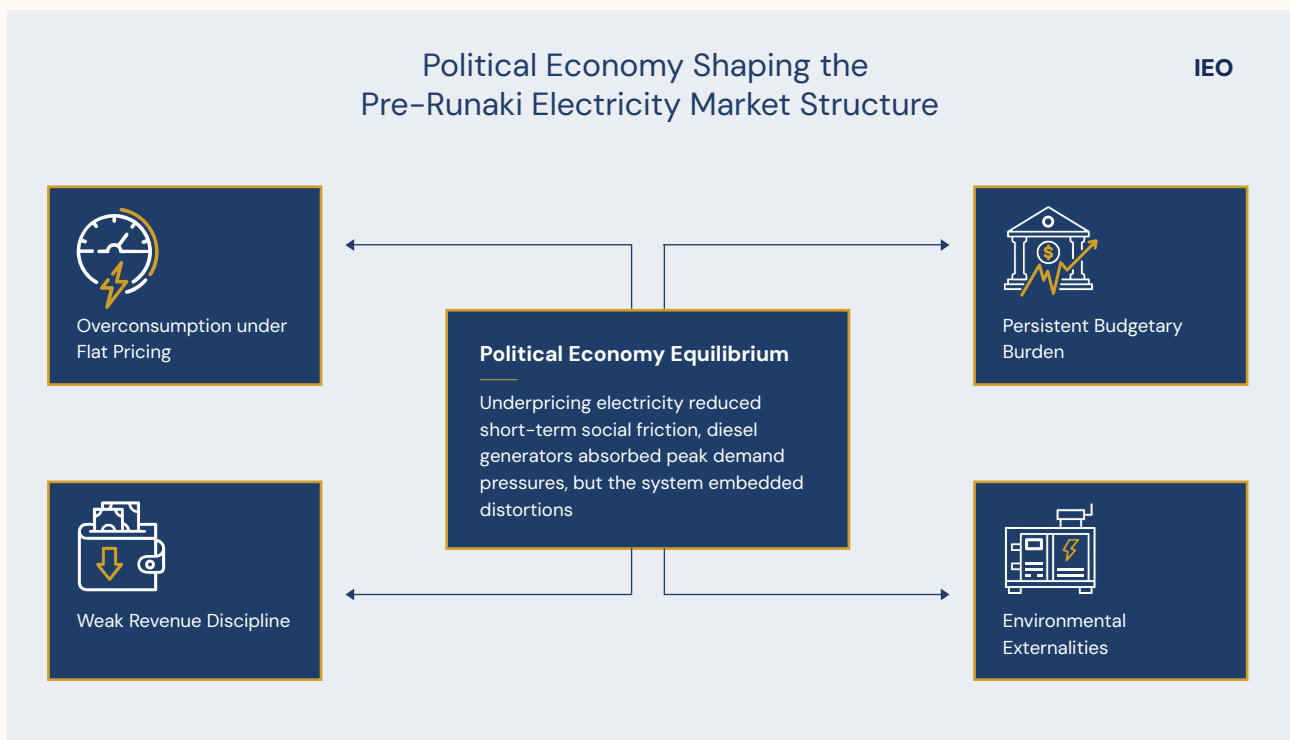 Political Economy Shaping the
Pre-Runaki Electricity Market Structure
IEO
Overconsumption under
Flat Pricing
Persistent Budgetary
Burden
Political Economy Equilibrium
Underpricing electricity reduced
short-term social friction, diesel
generators absorbed peak demand
pressures, but the system embedded
distortions
Weak Revenue Discipline
Environmental
Externalities
$